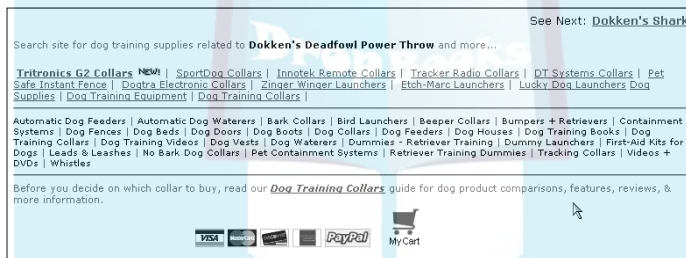 See Next: Dokken's Shark
Search site for dog training supplies related to Dokken's Deadfowl Power Throw and more...
Tritronics G2 Collars NEW! | SportDog Collars | Innotek Remote Collars | Tracker Radio Collars | DT Systems Collars | Pet
Safe Instant Fence | Dogtra Electronic Collars | Zinger Winger Launchers | Etch-Marc Launchers | Lucky Dog Launchers Dog
Supplies | Dog Training Equipment | Dog Training Collars |
Automatic Dog Feeders | Automatic Dog Waterers | Bark Collars | Bird Launchers | Beeper Collars | Bumpers + Retrievers | Containment
Systems | Dog Fences | Dog Beds | Dog Doors | Dog Boots | Dog Collars | Dog Feeders | Dog Houses | Dog Training Books | Dog
Training Collars | Dog Training Videos | Dog Vests | Dog Waterers | Dummies - Retriever Training | Dummy Launchers | First-Aid Kits for
Dogs | Leads & Leashes | No Bark Dog Collars | Pet Containment Systems | Retriever Training Dummies | Tracking Collars | Videos +
DVDs | Whistles
Before you decide on which collar to buy, read our Dog Training Collars guide for dog product comparisons, features, reviews, &
more information.
VISA MasterCard PayPal
My Cart
DropBooks